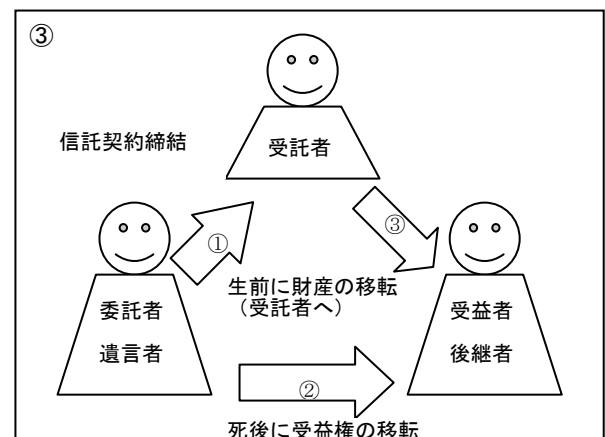 ③
受託者
信託契約締結
①
③
生前に財産の移転
（受託者へ）
委託者
遺言者
受益者
後継者
②
死後に受益権の移転